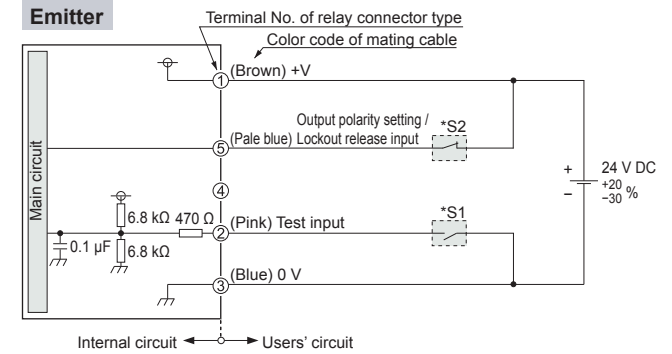 Emitter
Terminal No. of relay connector type
Color code of mating cable
① (Brown) +V
Output polarity setting /
⑤ (Pale blue) Lockout release input
*S2
④
Main circuit
6.8 kΩ
470 Ω
② (Pink) Test input
*S1
0.1 µF
6.8 kΩ
③ (Blue) 0 V
+
−
24 V DC
+20
−30 %
Internal circuit
Users' circuit